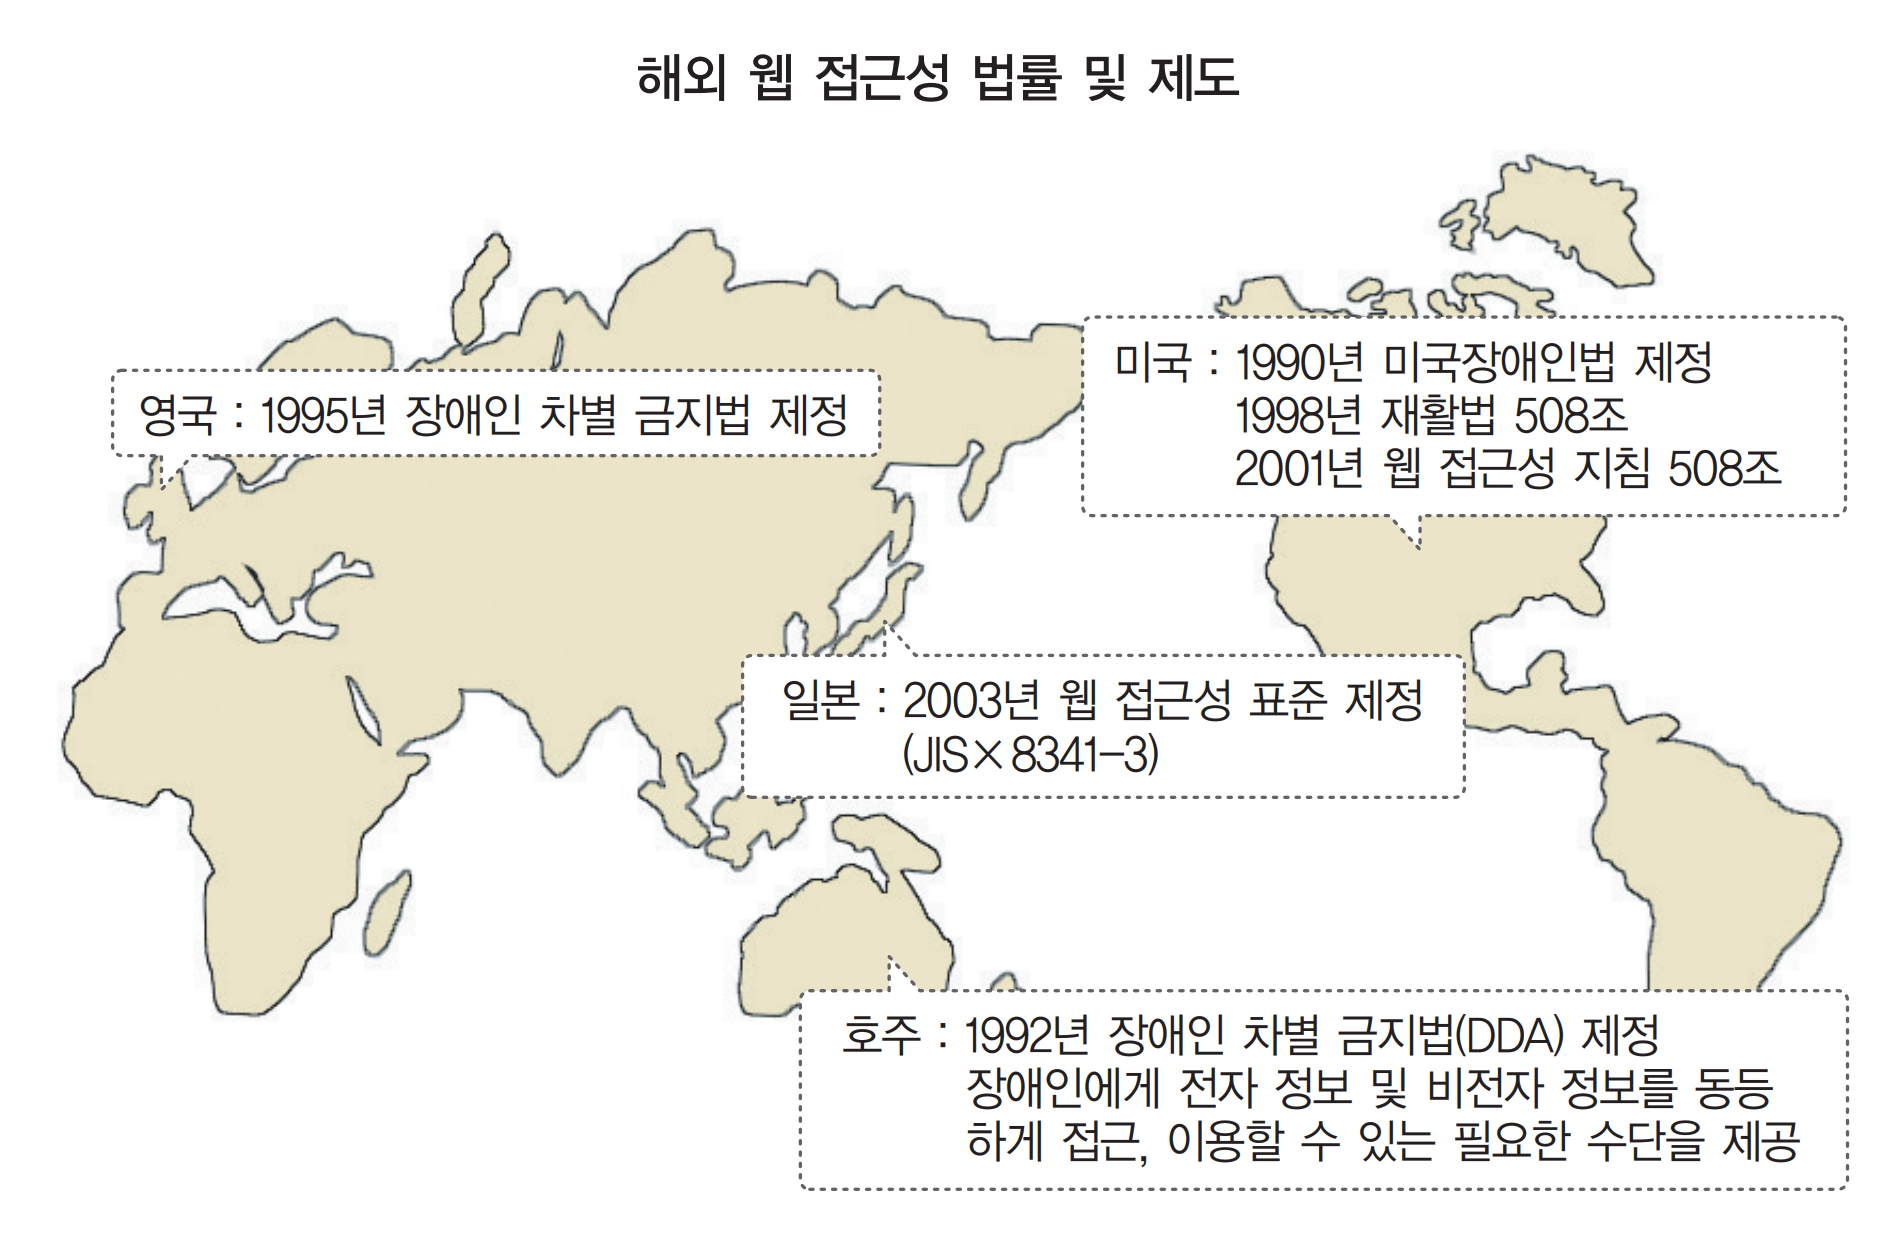 해외 웹 접근성 법률 및 제도
미국 : 1990년 미국장애인법 제정
1998년 재활법 508조
2001년 웹 접근성 지침 508조
영국 : 1995년 장애인 차별 금지법 제정
일본 : 2003년 웹 접근성 표준 제정
(JIS×8341-3)
호주 : 1992년 장애인 차별 금지법(DDA) 제정
장애인에게 전자 정보 및 비전자 정보를 동등
하게 접근, 이용할 수 있는 필요한 수단을 제공